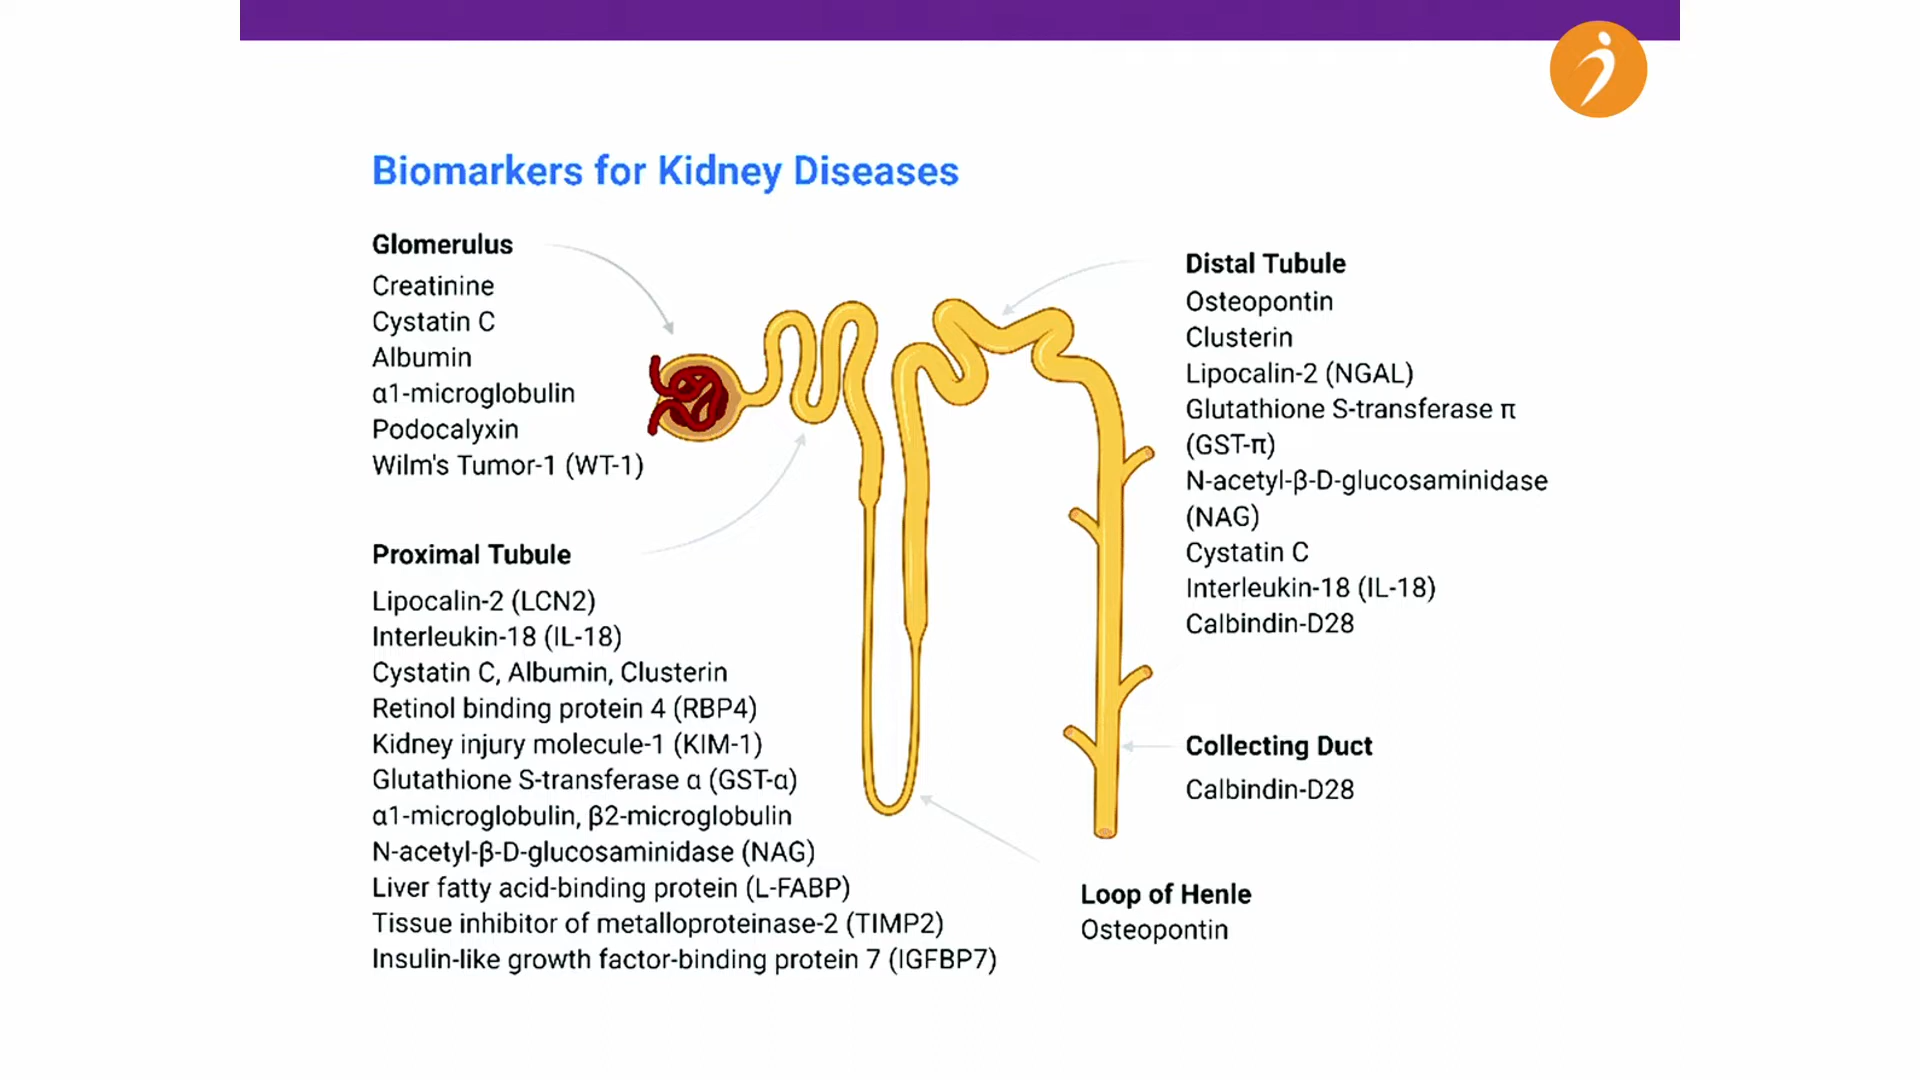 Biomarkers for Kidney Diseases
Glomerulus
Creatinine
Cystatin C
Albumin
α1-microglobulin
Podocalyxin
Wilm's Tumor-1 (WT-1)
Proximal Tubule
Lipocalin-2 (LCN2)
Interleukin-18 (IL-18)
Cystatin C, Albumin, Clusterin
Retinol binding protein 4 (RBP4)
Kidney injury molecule-1 (KIM-1)
Glutathione S-transferase α (GST-α)
α1-microglobulin, β2-microglobulin
N-acetyl-β-D-glucosaminidase (NAG)
Liver fatty acid-binding protein (L-FABP)
Tissue inhibitor of metalloproteinase-2 (TIMP2)
Insulin-like growth factor-binding protein 7 (IGFBP7)
Distal Tubule
Osteopontin
Clusterin
Lipocalin-2 (NGAL)
Glutathione S-transferase π
(GST-π)
N-acetyl-β-D-glucosaminidase
(NAG)
Cystatin C
Interleukin-18 (IL-18)
Calbindin-D28
Collecting Duct
Calbindin-D28
Loop of Henle
Osteopontin